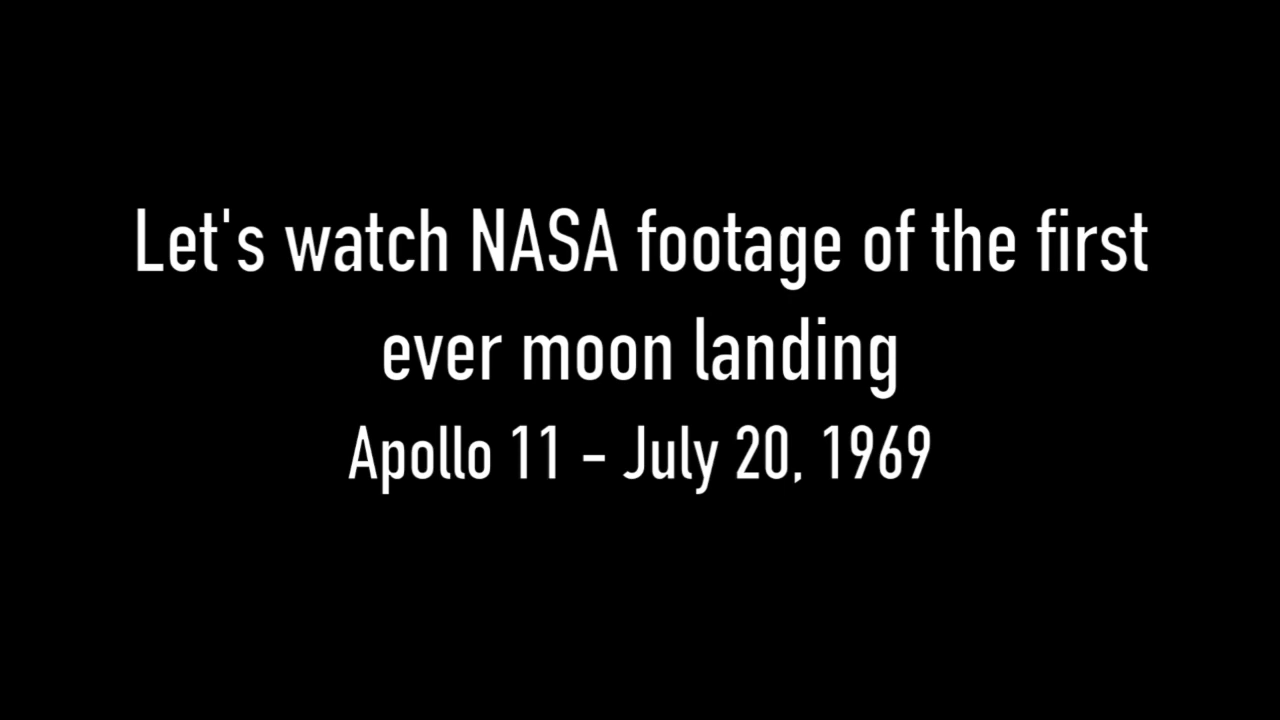 Let's watch NASA footage of the first
ever moon landing
Apollo 11 - July 20, 1969